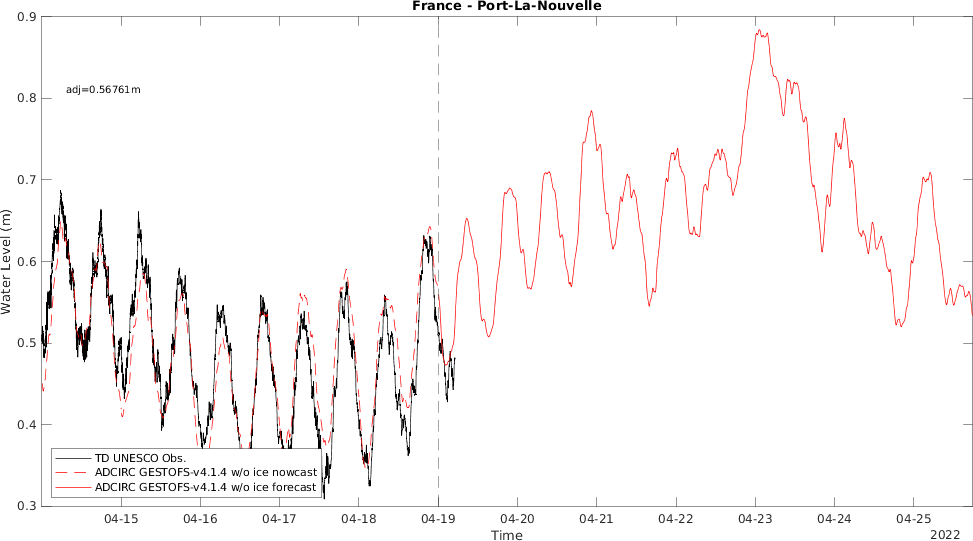 France - Port-La-Nouvelle
0.9
0.8
0.7
0.6
0.5
0.4
0.3
Water Level (m)
adj=0.56761m
TD UNESCO Obs.
ADCIRC GESTOFS-v4.1.4 w/o ice nowcast
ADCIRC GESTOFS-v4.1.4 w/o ice forecast
04-15 04-16 04-17 04-18 04-19 04-20 04-21 04-22 04-23 04-24 04-25
Time
2022